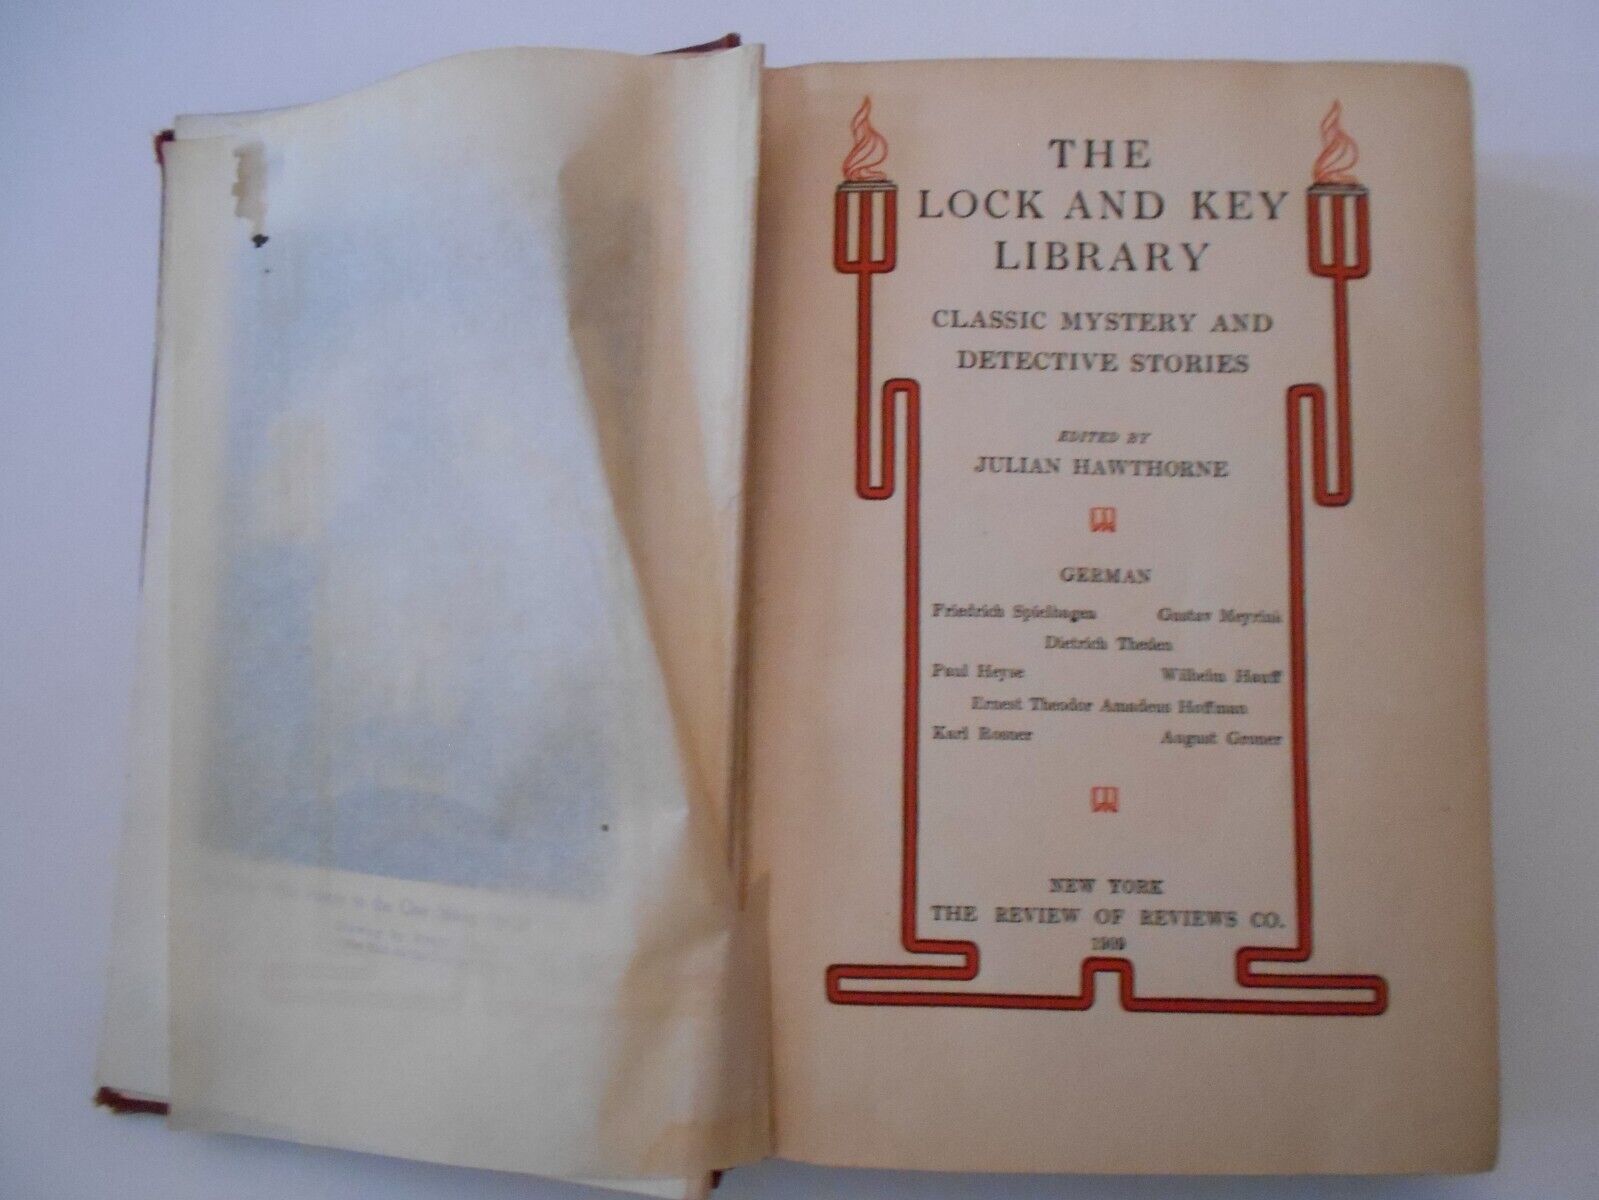 THE
LOCK AND KEY
LIBRARY
CLASSIC MYSTERY AND
DETECTIVE STORIES
EDITED BY
JULIAN HAWTHORNE
GERMAN
Friedrich Spielhagen Gustav Meyrink
Dietrich Theden
Paul Heyse Wilhelm Hauff
Ernest Theodor Amadeus Hoffman
Karl Rosner August Groner
NEW YORK
THE REVIEW OF REVIEWS CO.
1909